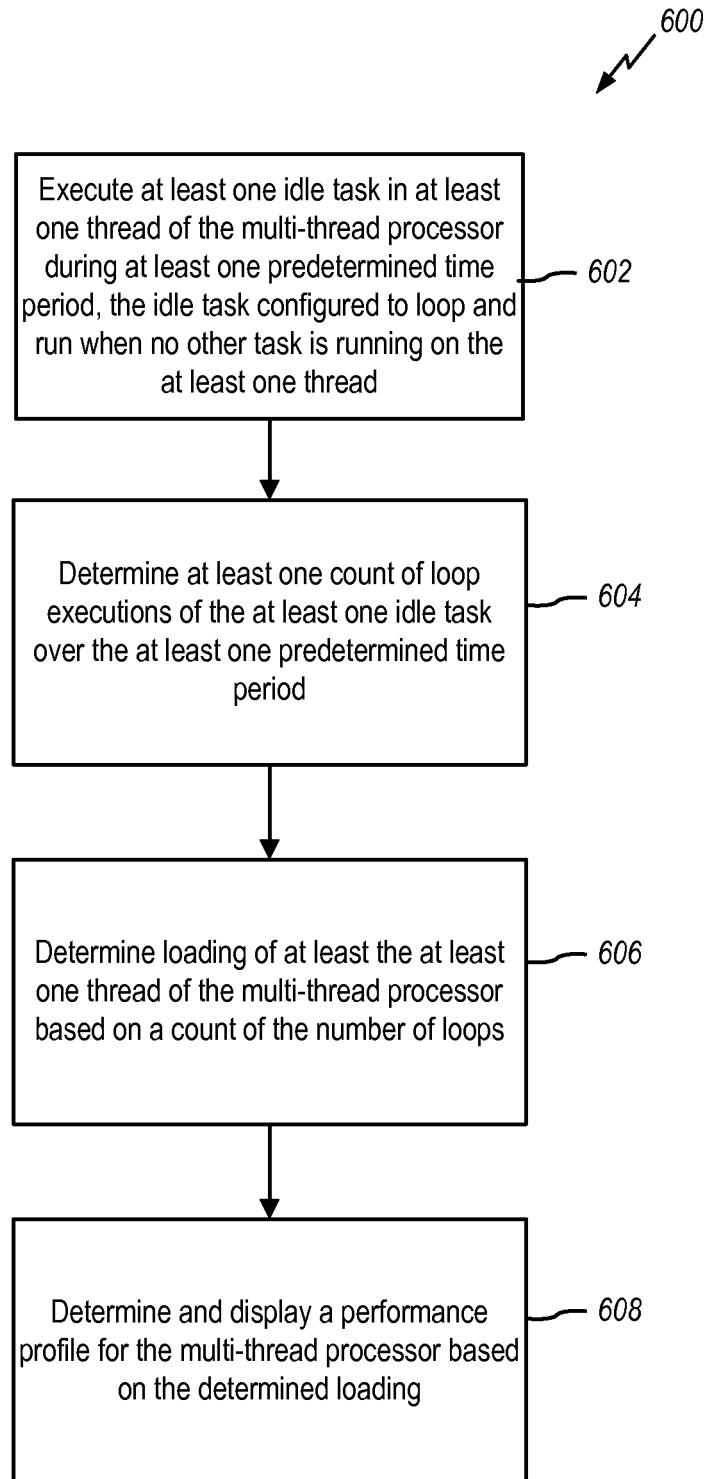 600
Execute at least one idle task in at least
one thread of the multi-thread processor
during at least one predetermined time
period, the idle task configured to loop and
run when no other task is running on the
at least one thread
602
Determine at least one count of loop
executions of the at least one idle task
over the at least one predetermined time
period
604
Determine loading of at least the at least
one thread of the multi-thread processor
based on a count of the number of loops
606
Determine and display a performance
profile for the multi-thread processor based
on the determined loading
608